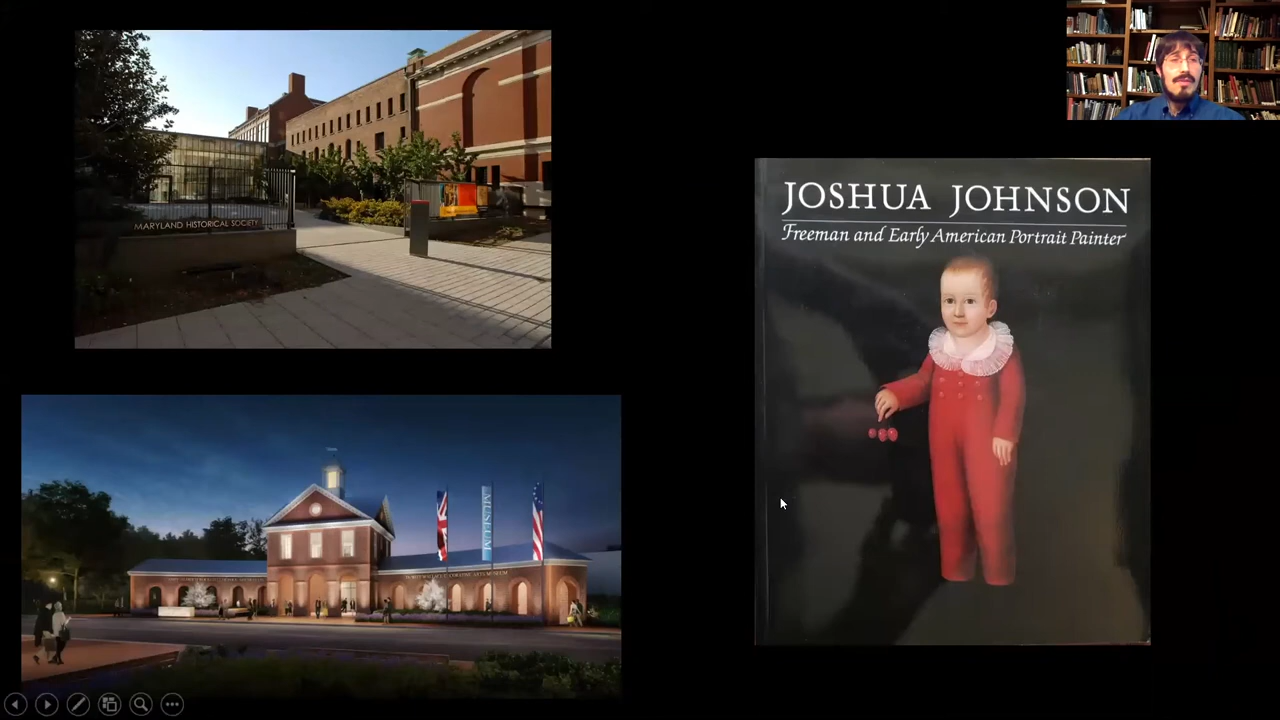 MARYLAND HISTORICAL SOCIETY
MUSEUM
JOSHUA JOHNSON
Freeman and Early American Portrait Painter